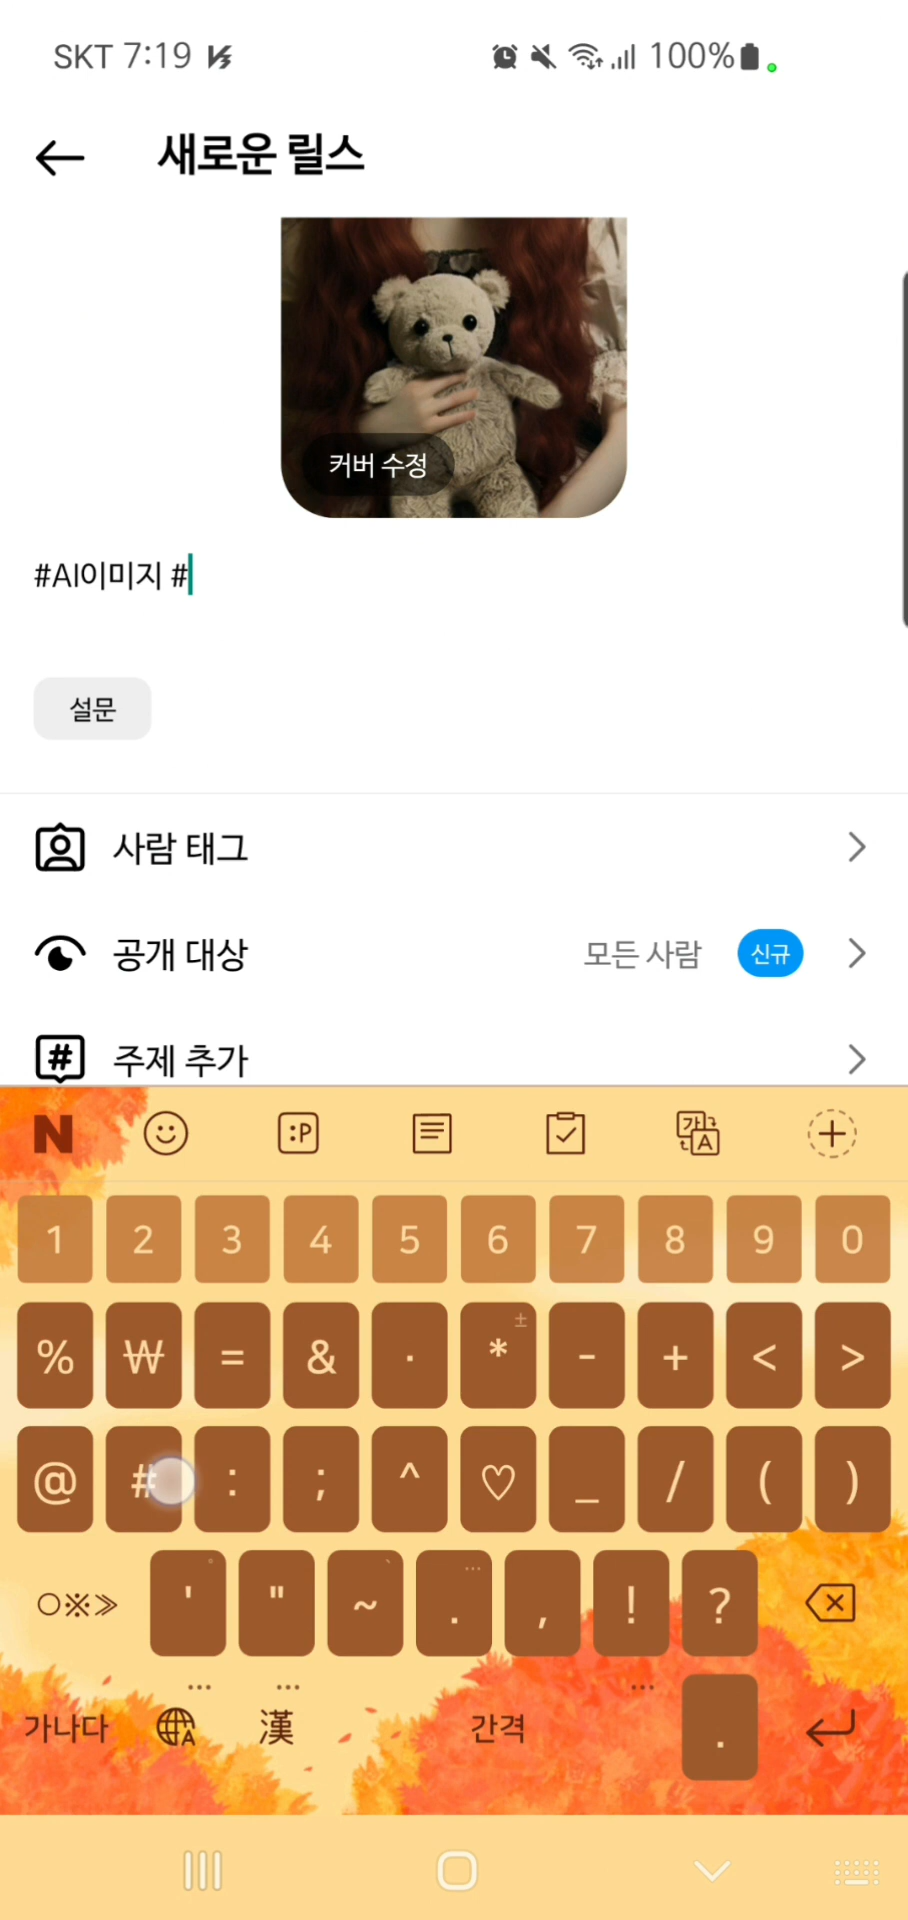 SKT 7:19
100%
새로운 릴스
커버 수정
#AI이미지 #
설문
사람 태그
공개 대상 모든 사람 신규
주제 추가
N :P 가 A
1 2 3 4 5 6 7 8 9 0
±
% ₩ = & · * - + < >
@ # : ; ^ ♡ _ / ( )
○※≫ ' " ~ . , ! ?
가나다 A 漢 간격 .